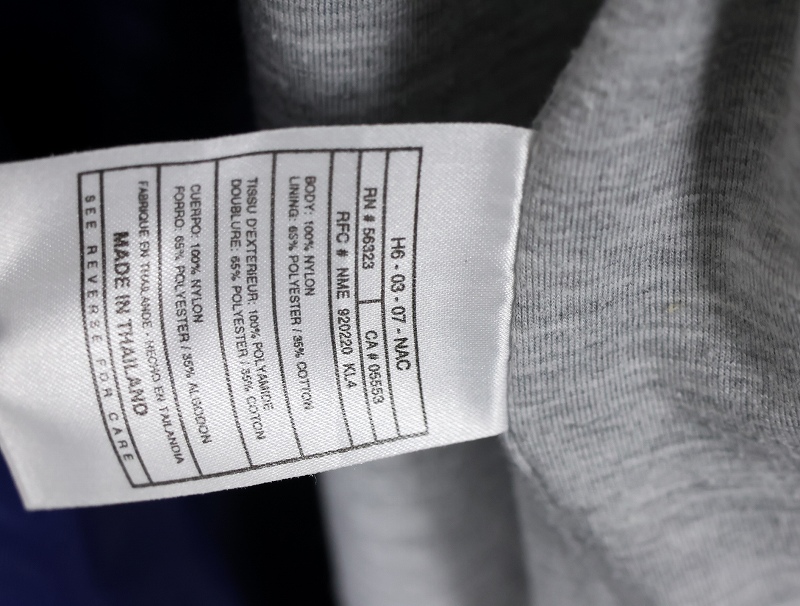 H6 - 03 - 07 - NAC
RN # 56323 CA # 05553
RFC # NME 920220 KL4
BODY: 100% NYLON
LINING: 65% POLYESTER / 35% COTTON
TISSU D'EXTERIEUR: 100% POLYAMIDE
DOUBLURE: 65% POLYESTER / 35% COTON
CUERPO: 100% NYLON
FORRO: 65% POLYESTER / 35% ALGODON
FABRIQUE EN THAILANDE - HECHO EN TAILANDIA
MADE IN THAILAND
SEE REVERSE FOR CARE